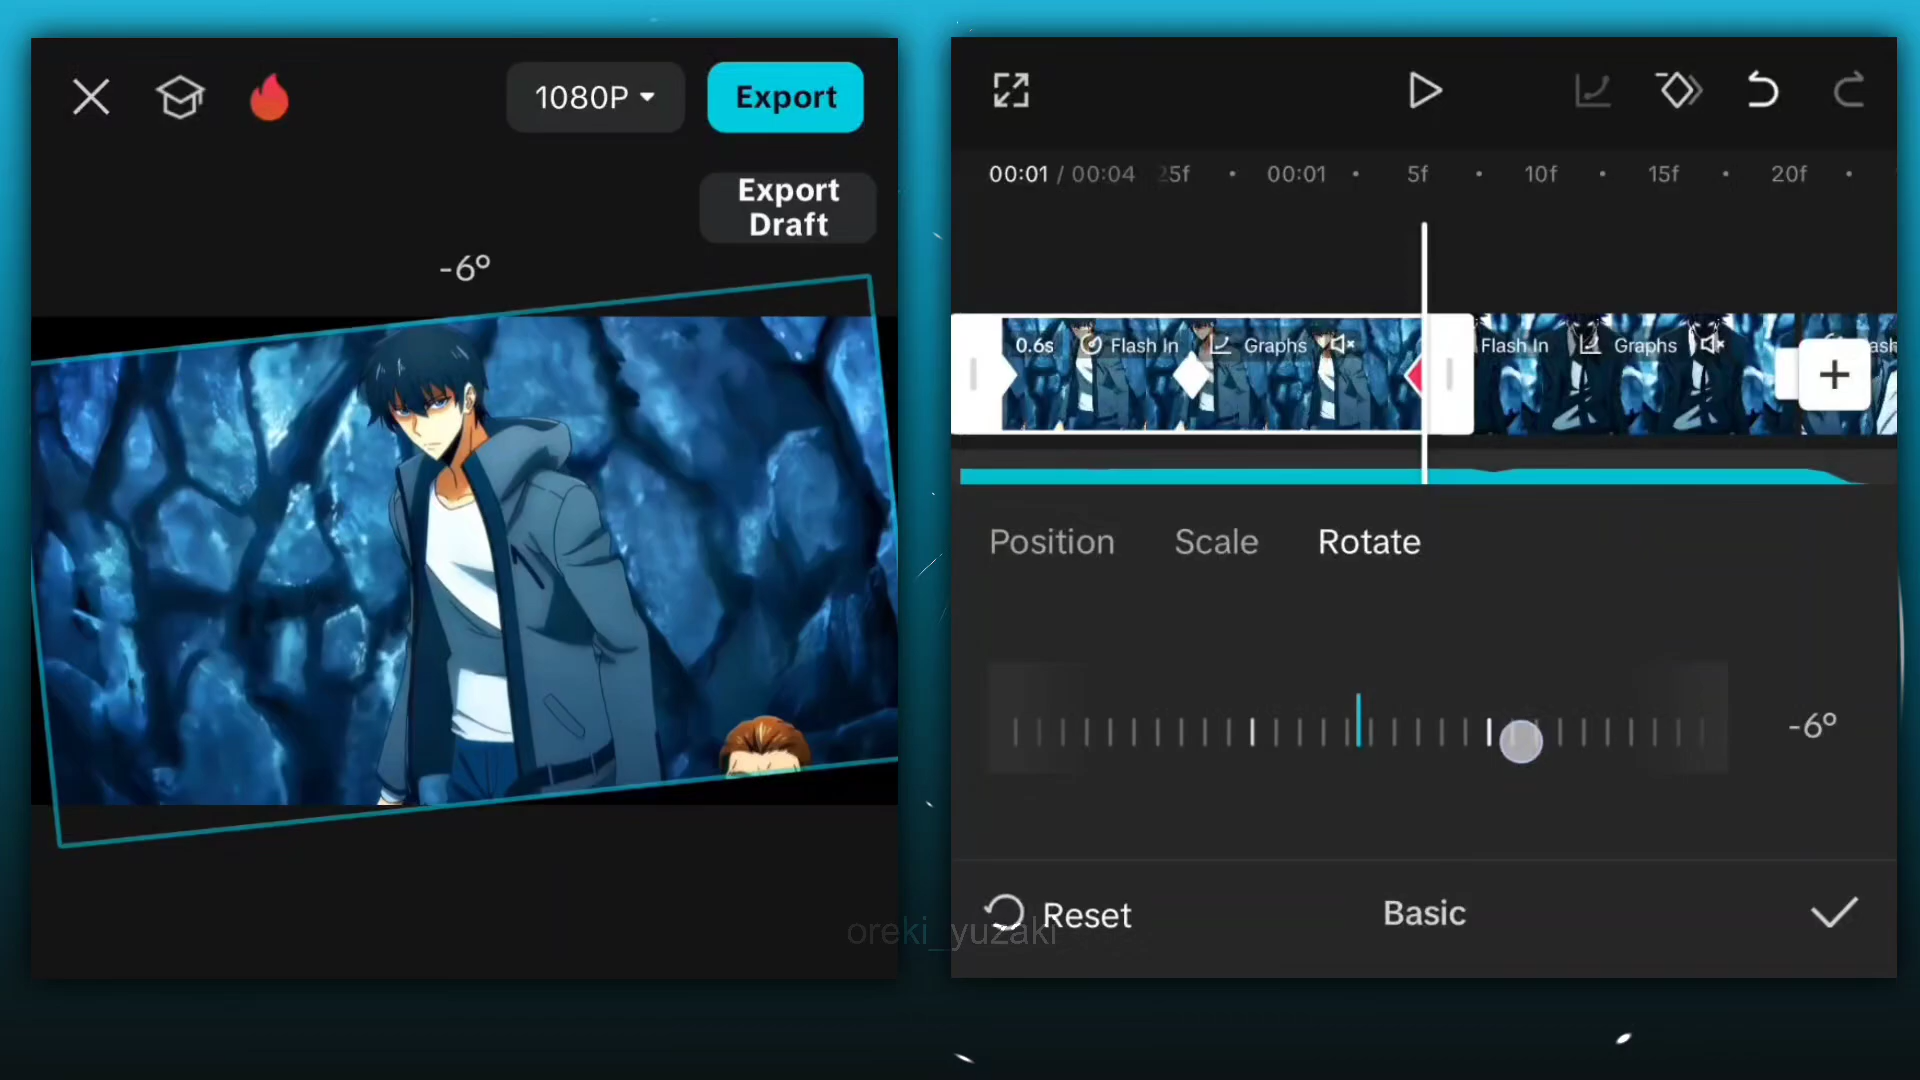 1080P
Export
Export
Draft
-6°
00:01 / 00:04 25f 00:01 5f 10f 15f 20f
0.6s Flash In Graphs Flash In Graphs
Position Scale Rotate
-6°
Reset Basic
oreki_yuzaki